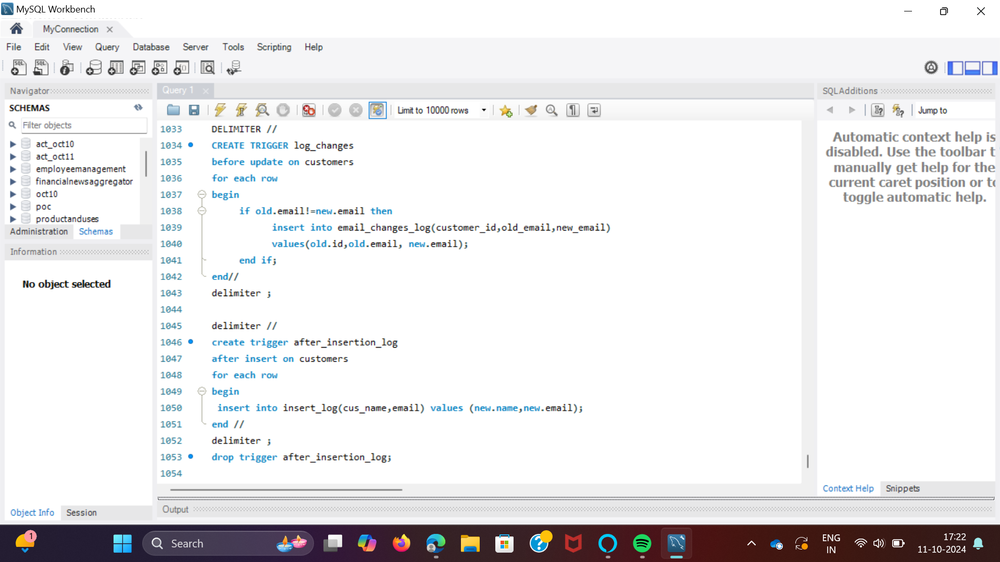 MySQL Workbench
MyConnection
File Edit View Query Database Server Tools Scripting Help
Navigator
SCHEMAS
Filter objects
act_oct10
act_oct11
employeemanagement
financialnewsaggregator
oct10
poc
productanduses
Administration Schemas
Information
No object selected
Object Info Session
Query 1
Limit to 10000 rows
1033 DELIMITER //
1034 CREATE TRIGGER log_changes
1035 before update on customers
1036 for each row
1037 begin
1038 if old.email!=new.email then
1039 insert into email_changes_log(customer_id,old_email,new_email)
1040 values(old.id,old.email, new.email);
1041 end if;
1042 end//
1043 delimiter ;
1044
1045 delimiter //
1046 create trigger after_insertion_log
1047 after insert on customers
1048 for each row
1049 begin
1050 insert into insert_log(cus_name,email) values (new.name,new.email);
1051 end //
1052 delimiter ;
1053 drop trigger after_insertion_log;
1054
Output
SQLAdditions
Jump to
Automatic context help is
disabled. Use the toolbar t
manually get help for the
current caret position or to
toggle automatic help.
Context Help Snippets
1
Search
ENG
IN
17:22
11-10-2024